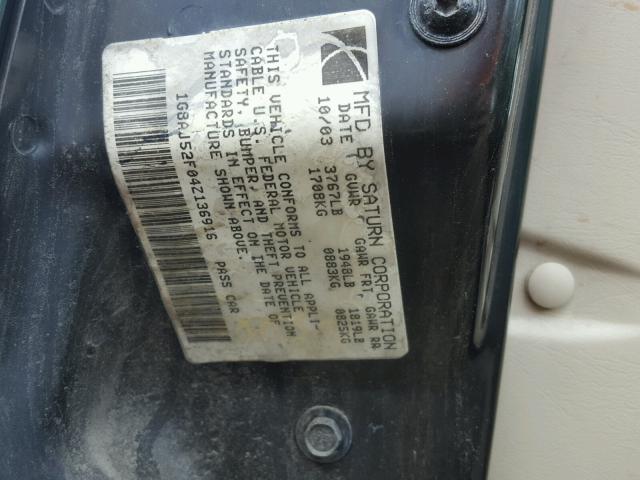 MFD BY SATURN CORPORATION
DATE GVWR GAWR FRT, GAWR RR
10/03 3767LB 1948LB 1819LB
1708KG 0883KG 0825KG
THIS VEHICLE CONFORMS TO ALL APPLI-
CABLE U.S. FEDERAL MOTOR VEHICLE
SAFETY, BUMPER, AND THEFT PREVENTION
STANDARDS IN EFFECT ON THE DATE OF
MANUFACTURE SHOWN ABOVE.
1G8AJ52F04Z136916 PASS CAR